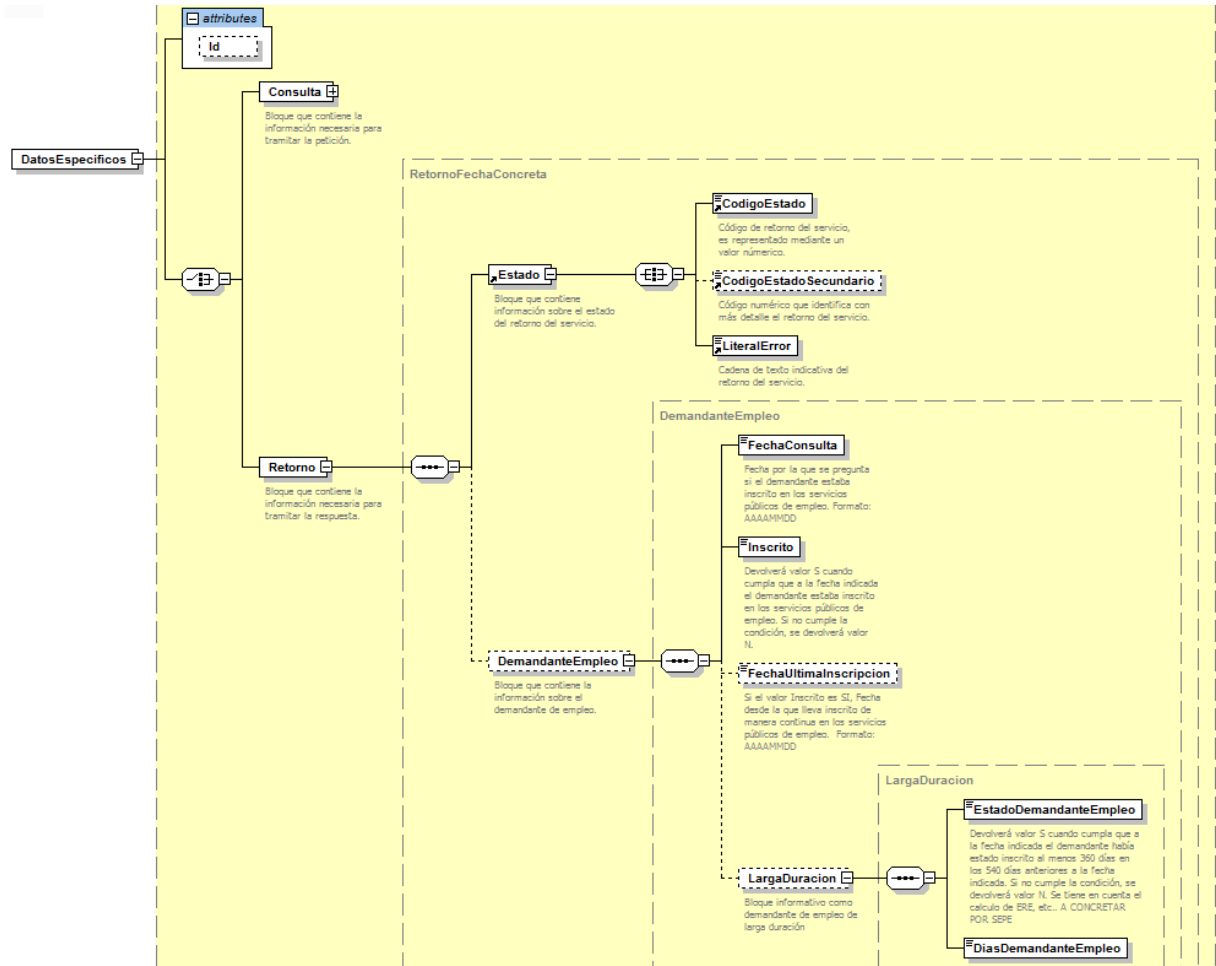 attributes
Id
Consulta
Bloque que contiene la
información necesaria para
tramitar la petición.
DatosEspecificos
RetornoFechaConcreta
CodigoEstado
Código de retorno del servicio,
es representado mediante un
valor númerico.
Estado
Bloque que contiene
información sobre el estado
del retorno del servicio.
CodigoEstadoSecundario
Código numérico que identifica con
más detalle el retorno del servicio.
LiteralError
Cadena de texto indicativa del
retorno del servicio.
DemandanteEmpleo
FechaConsulta
Fecha por la que se pregunta
si el demandante estaba
inscrito en los servicios
públicos de empleo. Formato:
AAAAMMDD
Retorno
Bloque que contiene la
información necesaria para
tramitar la respuesta.
Inscrito
Devolverá valor S cuando
cumpla que a la fecha indicada
el demandante estaba inscrito
en los servicios públicos de
empleo. Si no cumple la
condición, se devolverá valor
N.
DemandanteEmpleo
Bloque que contiene la
información sobre el
demandante de empleo.
FechaUltimaInscripcion
Si el valor Inscrito es SI, Fecha
desde la que lleva inscrito de
manera continua en los servicios
públicos de empleo. Formato:
AAAAMMDD
LargaDuracion
EstadoDemandanteEmpleo
Devolverá valor S cuando cumpla que a
la fecha indicada el demandante había
estado inscrito al menos 360 días en
los 540 días anteriores a la fecha
indicada. Si no cumple la condición, se
devolverá valor N. Se tiene en cuenta el
calculo de ERE, etc.. A CONCRETAR
POR SEPE
LargaDuracion
Bloque informativo como
demandante de empleo de
larga duración
DiasDemandanteEmpleo